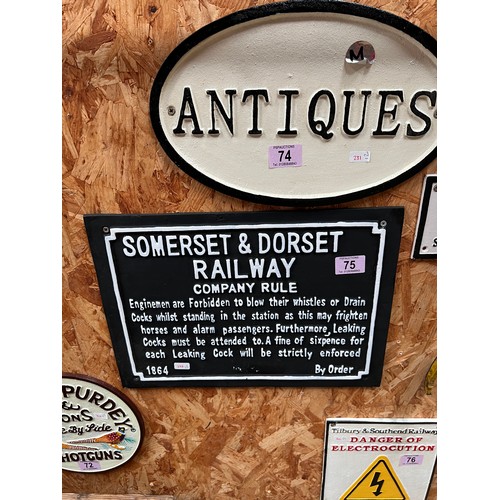 M
ANTIQUES
74
SOMERSET & DORSET
RAILWAY
75
COMPANY RULE
Enginemen are Forbidden to blow their whistles or Drain
Cocks whilst standing in the station as this may frighten
horses and alarm passengers. Furthermore, Leaking
Cocks must be attended to. A fine of sixpence for
each Leaking Cock will be strictly enforced
1864
By Order
PURDEY
&
ONS
By Side
HOTGUNS
72
Tilbury & Southend Railway
DANGER OF
ELECTROCUTION
76